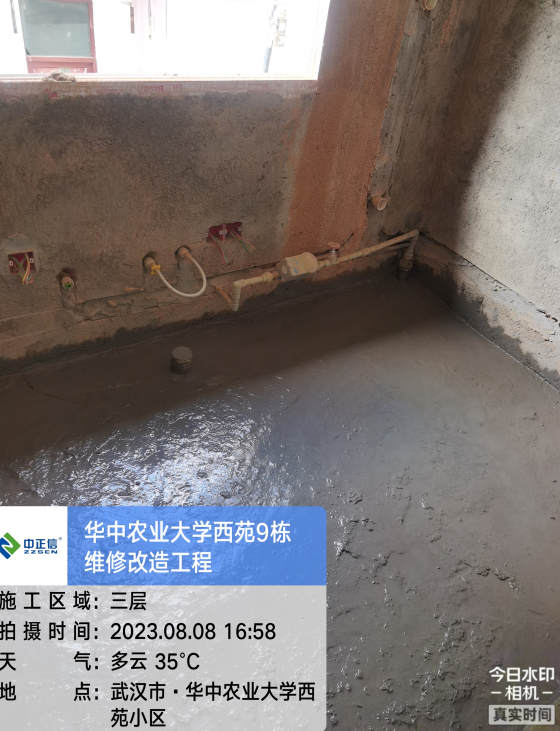 中正信
ZZSEN
华中农业大学西苑9栋
维修改造工程
施工区域：三层
拍摄时间：2023.08.08 16:58
天气：多云 35℃
地点：武汉市·华中农业大学西
苑小区
今日水印
-相机-
真实时间